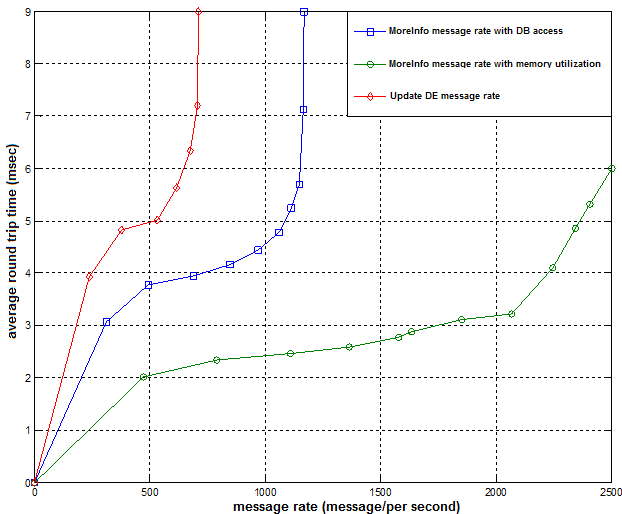 9
8
7
6
5
4
3
2
1
0
MoreInfo message rate with DB access
MoreInfo message rate with memory utilization
Update DE message rate
average round trip time (msec)
0 500 1000 1500 2000 2500
message rate (message/per second)